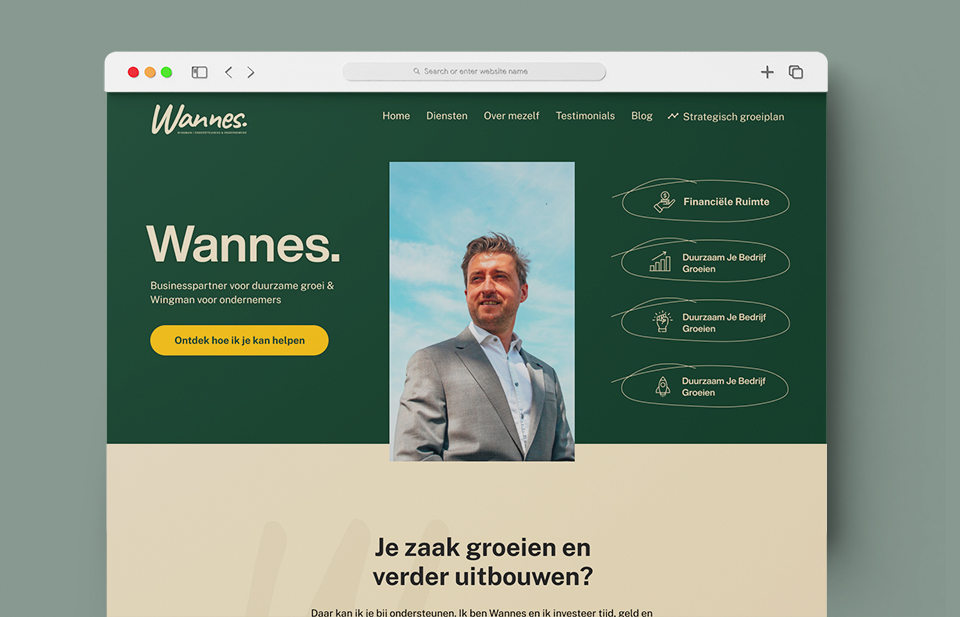 Search or enter website name
Wannes.
Home Diensten Over mezelf Testimonials Blog Strategisch groeiplan
Wannes.
Businesspartner voor duurzame groei &
Wingman voor ondernemers
Ontdek hoe ik je kan helpen
Financiële Ruimte
Duurzaam Je Bedrijf
Groeien
Duurzaam Je Bedrijf
Groeien
Duurzaam Je Bedrijf
Groeien
Je zaak groeien en
verder uitbouwen?
Daar kan ik je bij ondersteunen. Ik ben Wannes en ik investeer tijd, geld en